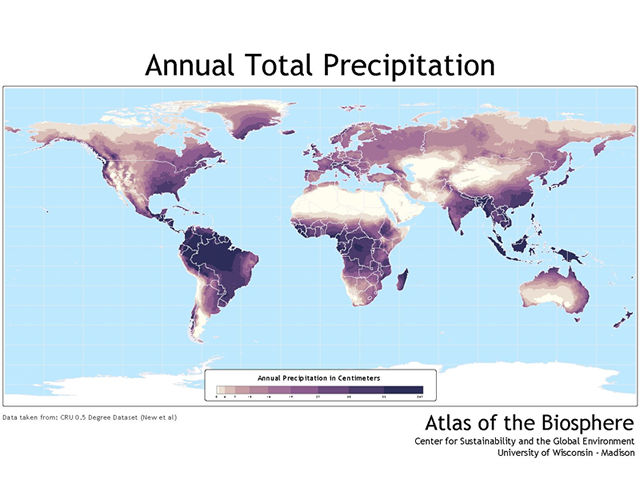 Annual Total Precipitation
Annual Precipitation in Centimeters
Data taken from: CRU 0.5 Degree Dataset (New et al)
Atlas of the Biosphere
Center for Sustainability and the Global Environment
University of Wisconsin - Madison